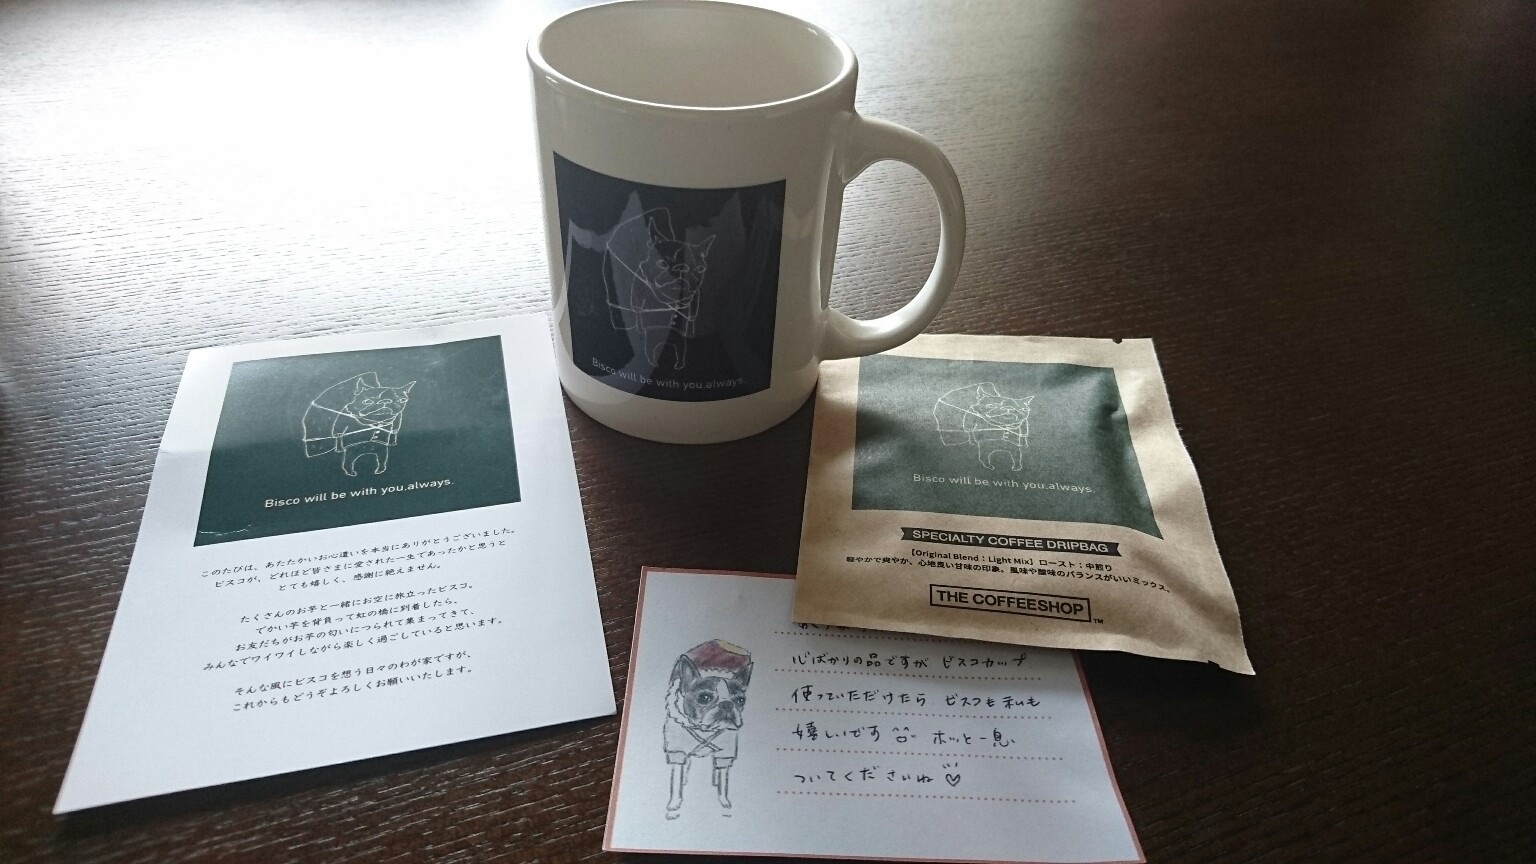 Bisco will be with you.always.
Bisco will be with you.always.
このたびは、あたたかいお心遣いを本当にありがとうございました。
ビスコが、どれほど皆さまに愛された一生であったかと思うと
とても嬉しく、感謝に絶えません。
たくさんのお芋と一緒にお空に旅立ったビスコ。
でかい芋を背負って虹の橋に到着したら、
お友だちがお芋の匂いにつられて集まってきて、
みんなでワイワイしながら楽しく過ごしていると思います。
そんな風にビスコを想う日々のわが家ですが、
これからもどうぞよろしくお願いいたします。
Bisco will be with you.always.
SPECIALTY COFFEE DRIPBAG
【Original Blend : Light Mix】ロースト：中煎り
軽やかで爽やか、心地良い甘味の印象。風味や酸味のバランスがいいミックス。
THE COFFEESHOP™
心ばかりの品ですが ビスコカップ
使っていただけたら ビスコも私も
嬉しいです ホッと一息
ついてくださいね♡